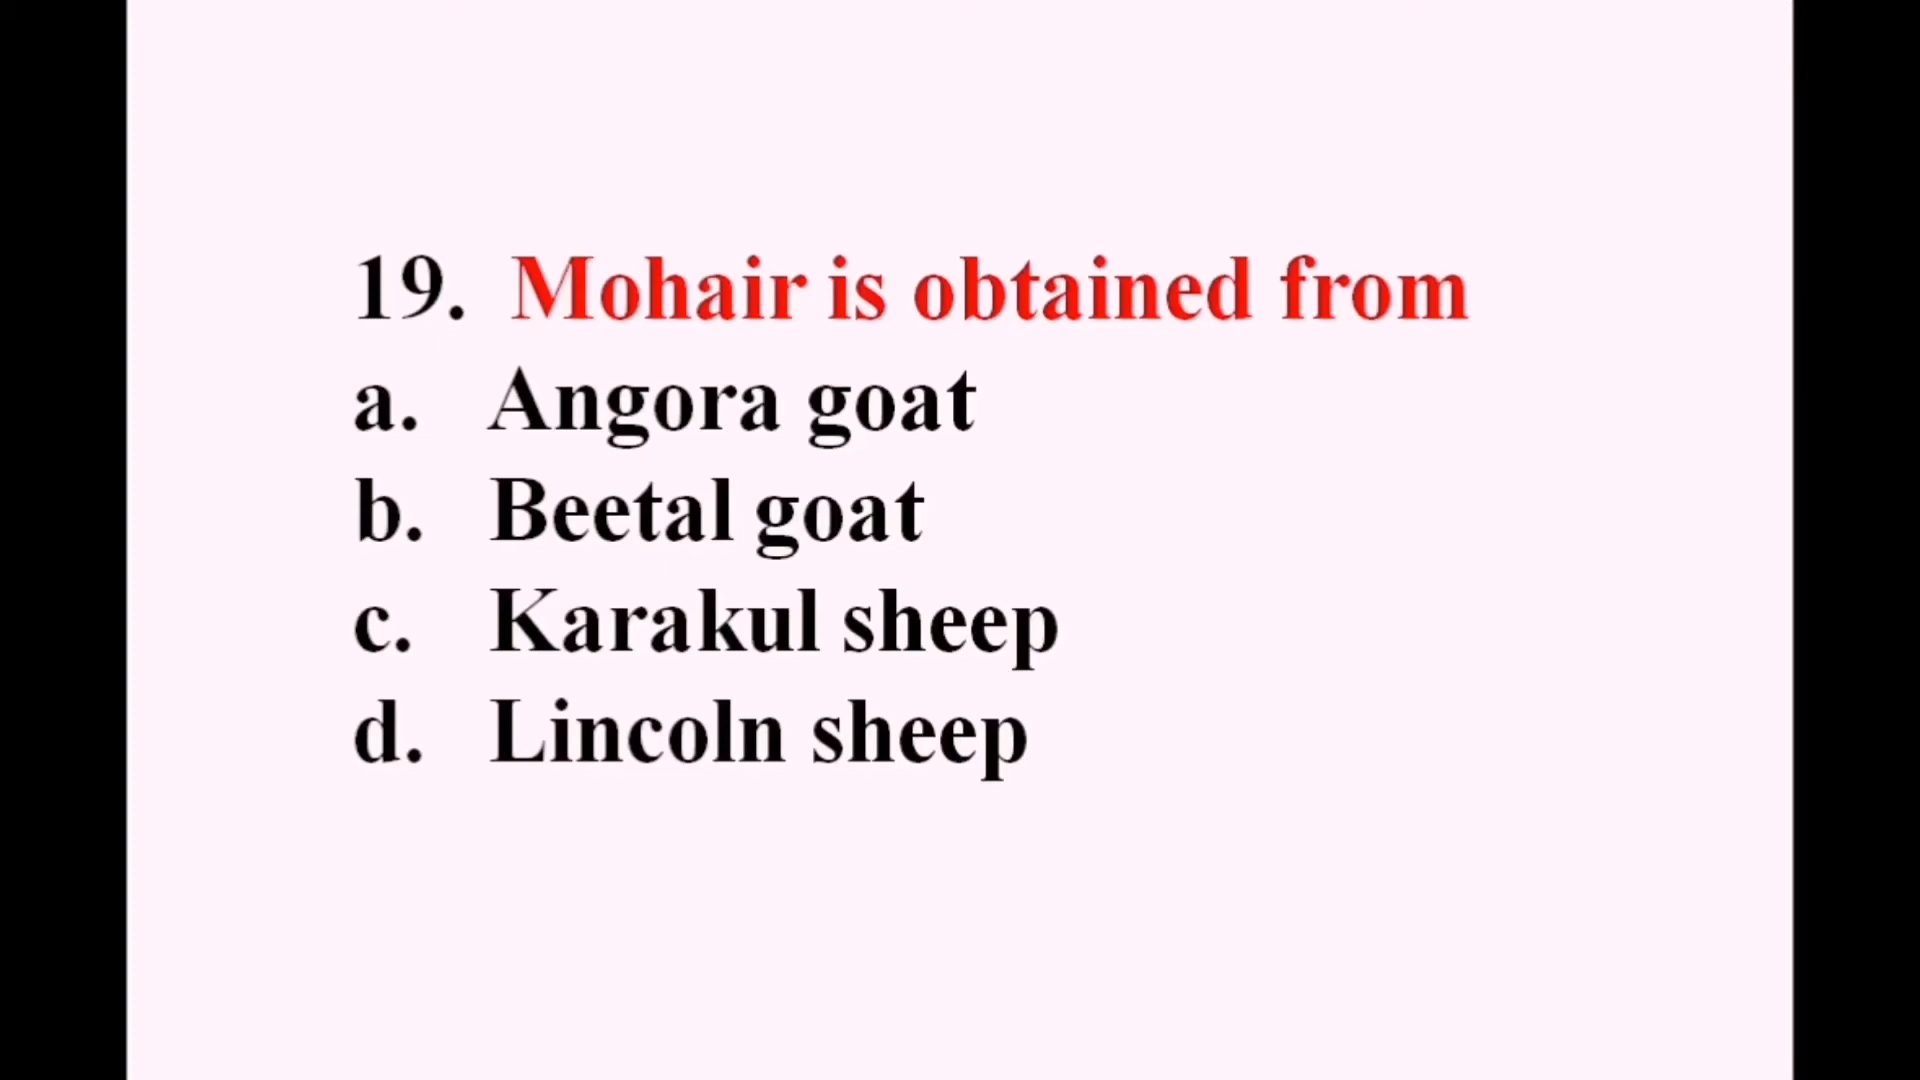 19. Mohair is obtained from
a. Angora goat
b. Beetal goat
c. Karakul sheep
d. Lincoln sheep